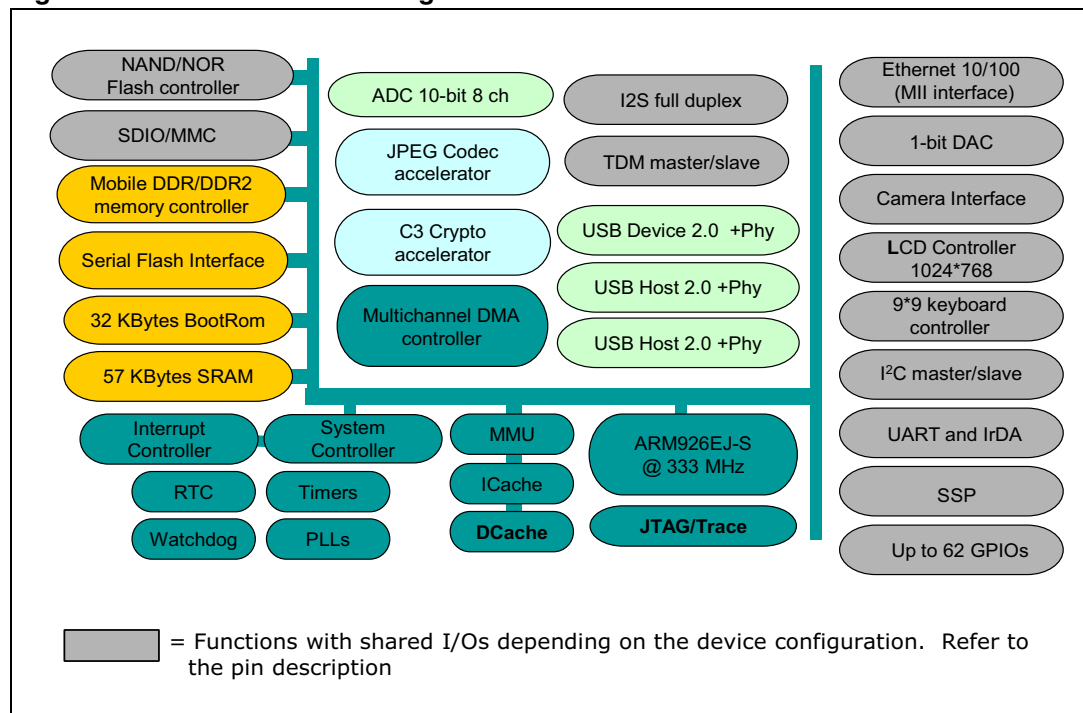 NAND/NOR
Flash controller
SDIO/MMC
Mobile DDR/DDR2
memory controller
Serial Flash Interface
32 KBytes BootRom
57 KBytes SRAM
ADC 10-bit 8 ch
JPEG Codec
accelerator
C3 Crypto
accelerator
Multichannel DMA
controller
I2S full duplex
TDM master/slave
USB Device 2.0 +Phy
USB Host 2.0 +Phy
USB Host 2.0 +Phy
Ethernet 10/100
(MII interface)
1-bit DAC
Camera Interface
LCD Controller
1024*768
9*9 keyboard
controller
I²C master/slave
UART and IrDA
SSP
Up to 62 GPIOs
Interrupt
Controller
System
Controller
RTC
Timers
Watchdog
PLLs
MMU
ICache
DCache
ARM926EJ-S
@ 333 MHz
JTAG/Trace
= Functions with shared I/Os depending on the device configuration. Refer to
the pin description